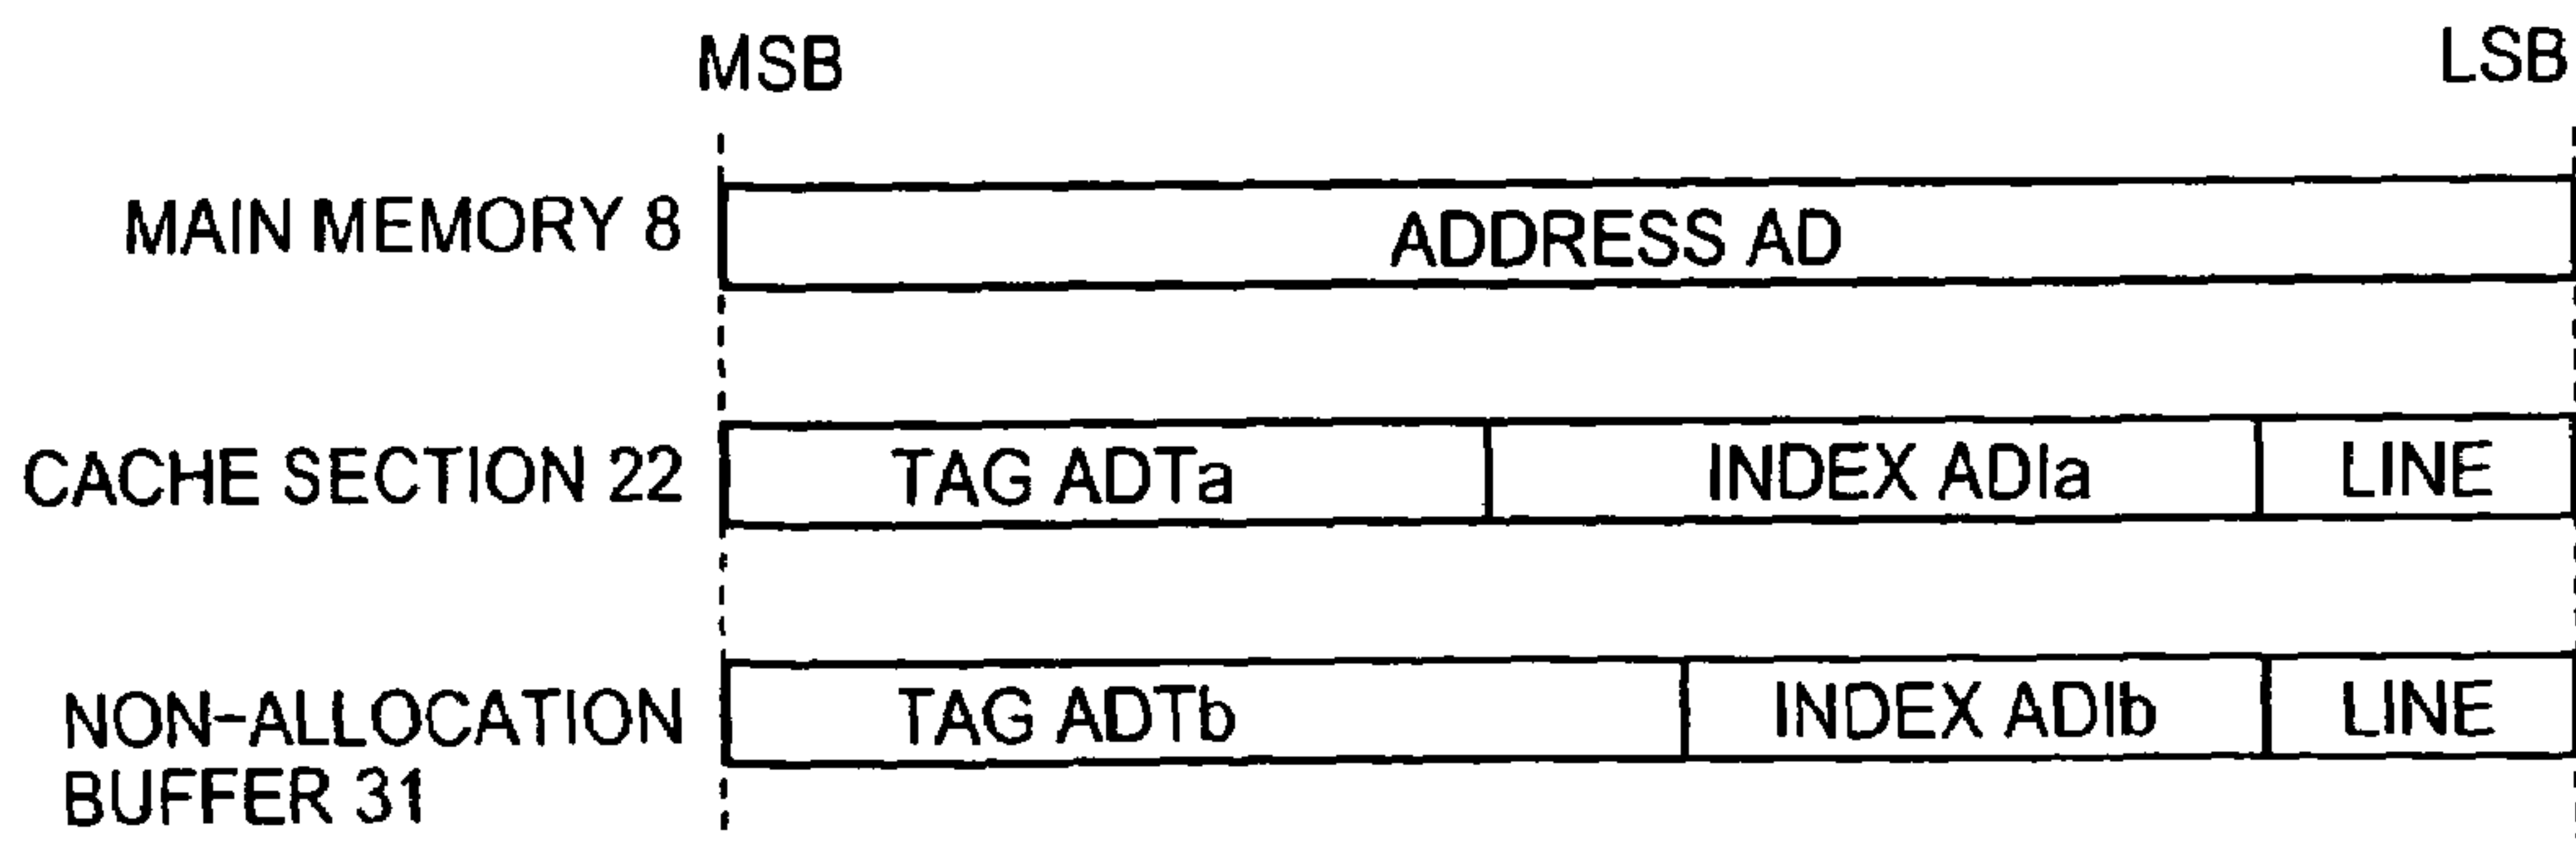 MSB LSB
MAIN MEMORY 8 ADDRESS AD
CACHE SECTION 22 TAG ADTa INDEX ADIa LINE
NON-ALLOCATION TAG ADTb INDEX ADIb LINE
BUFFER 31